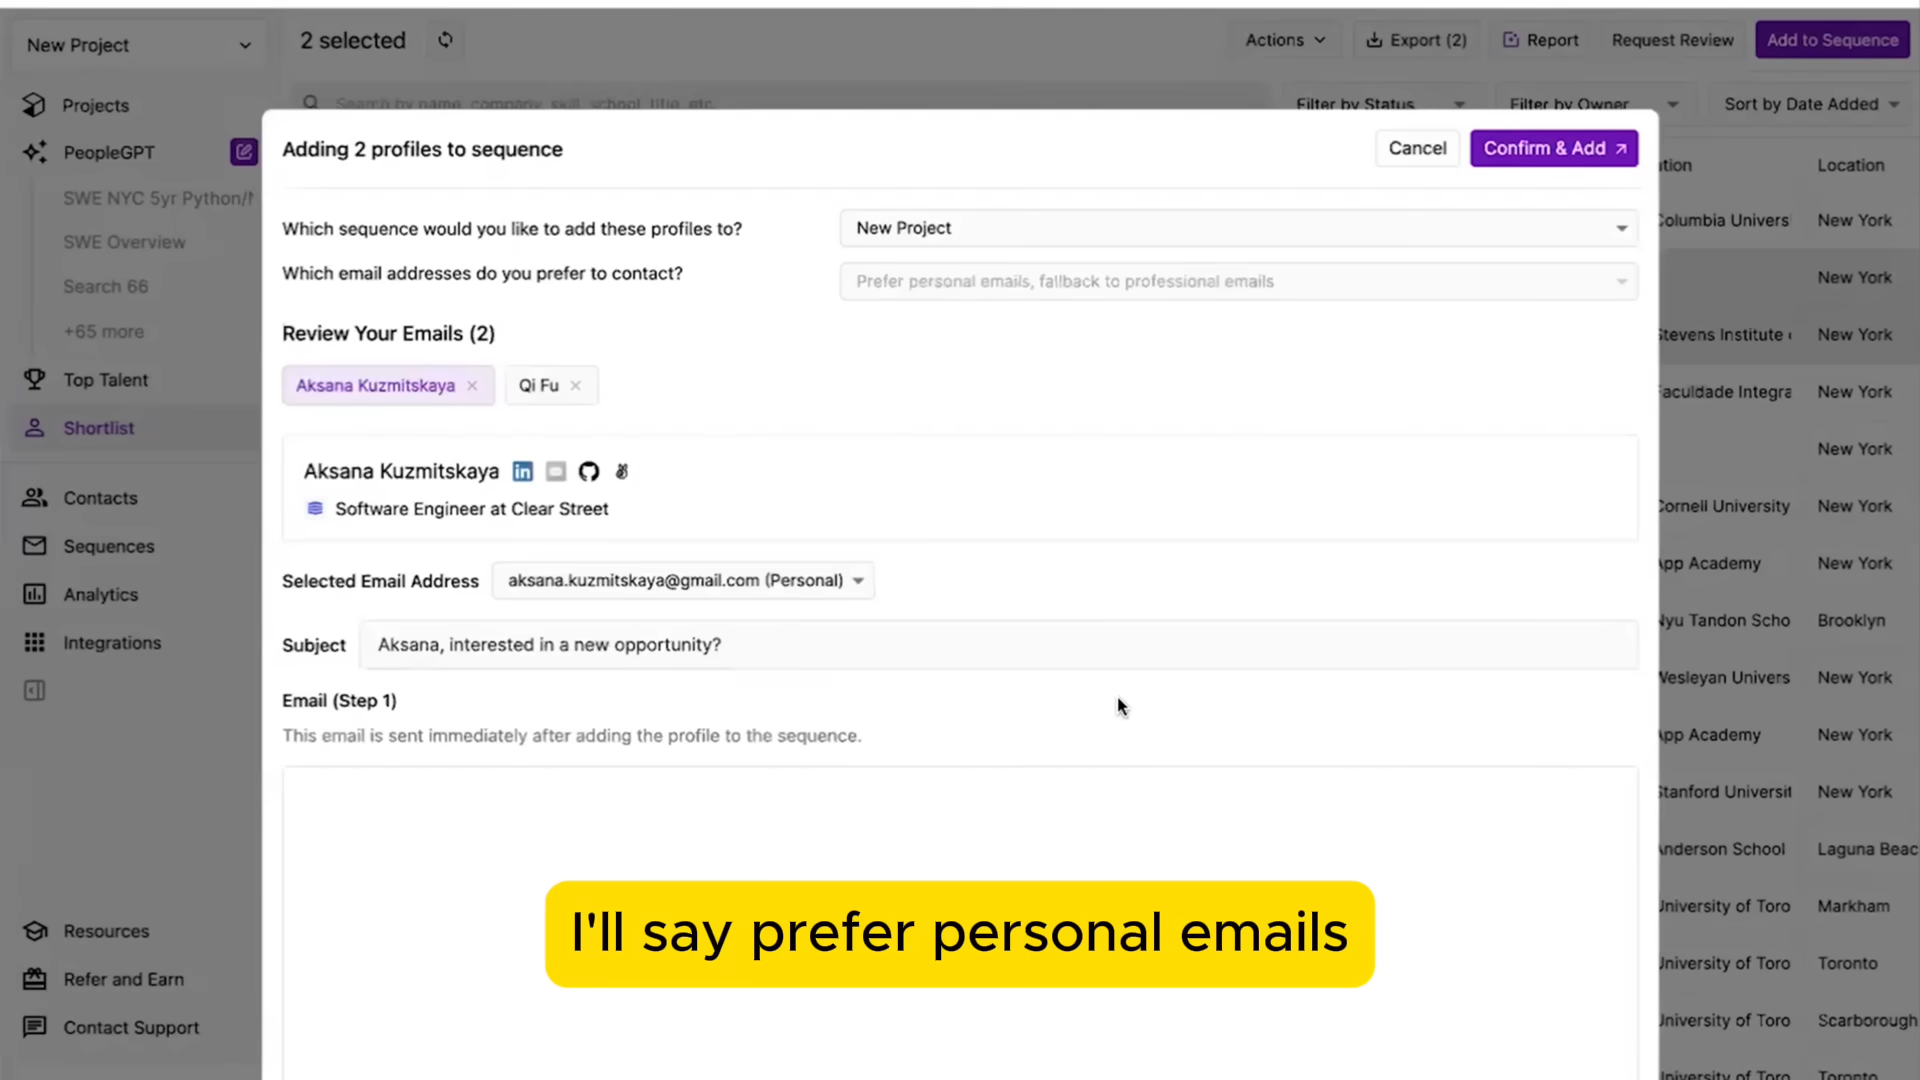 New Project
2 selected
Actions
Export (2)
Report
Request Review
Add to Sequence
Search by name, company, skill, school, title, etc.
Filter by Status
Filter by Owner
Sort by Date Added
Projects
PeopleGPT
SWE NYC 5yr Python/
SWE Overview
Search 66
+65 more
Top Talent
Shortlist
Contacts
Sequences
Analytics
Integrations
Resources
Refer and Earn
Contact Support
Adding 2 profiles to sequence
Cancel
Confirm & Add
Which sequence would you like to add these profiles to?
New Project
Which email addresses do you prefer to contact?
Prefer personal emails, fallback to professional emails
Review Your Emails (2)
Aksana Kuzmitskaya
Qi Fu
Aksana Kuzmitskaya
in
Software Engineer at Clear Street
Selected Email Address
aksana.kuzmitskaya@gmail.com (Personal)
Subject
Aksana, interested in a new opportunity?
Email (Step 1)
This email is sent immediately after adding the profile to the sequence.
I'll say prefer personal emails
ation Location
Columbia Univers New York
New York
Stevens Institute New York
Faculdade Integra New York
New York
Cornell University New York
App Academy New York
Nyu Tandon Scho Brooklyn
Wesleyan Univers New York
App Academy New York
Stanford Universit New York
Anderson School Laguna Beac
University of Toro Markham
University of Toro Toronto
University of Toro Scarborough
University of Toro Toronto